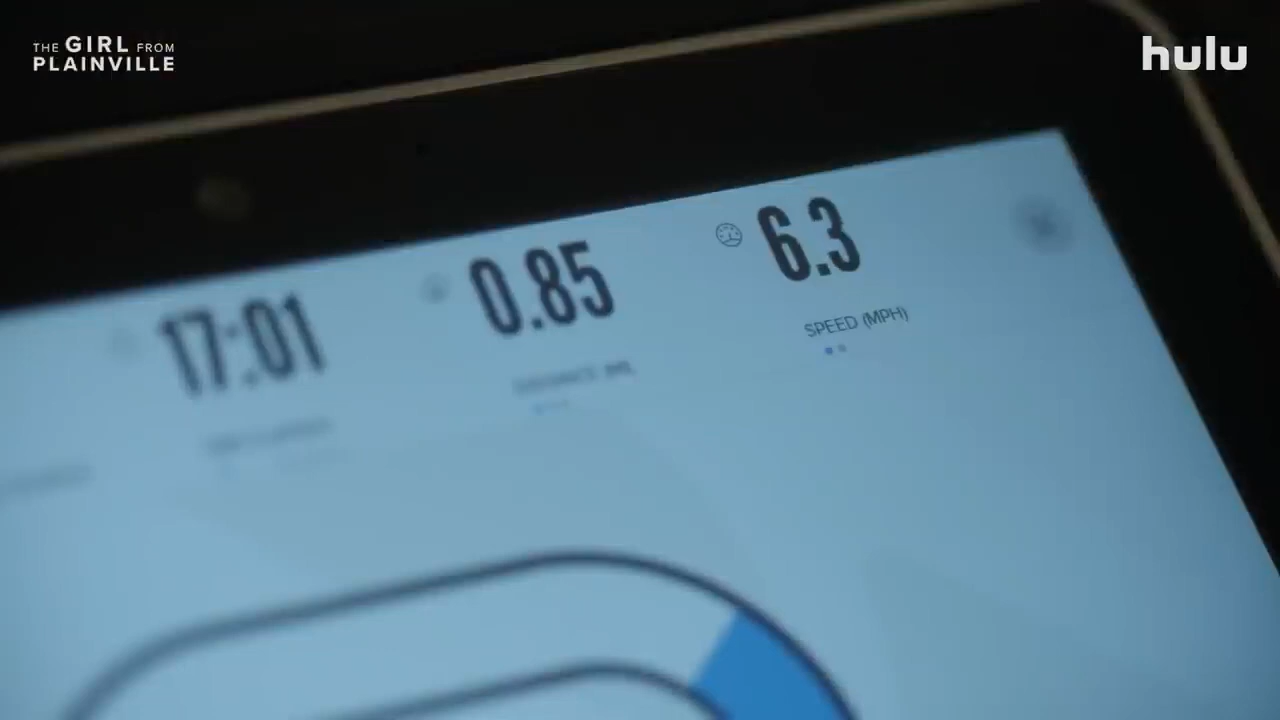 THE GIRL FROM
PLAINVILLE
hulu
17:01
0.85
6.3
SPEED (MPH)